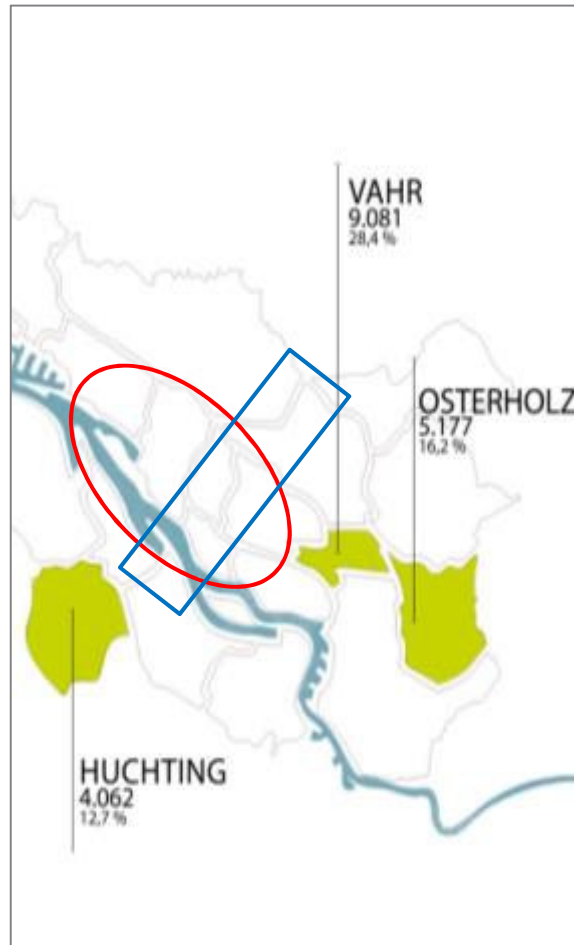 VAHR
9.081
28,4 %
OSTERHOLZ
5.177
16,2 %
HUCHTING
4.062
12,7 %